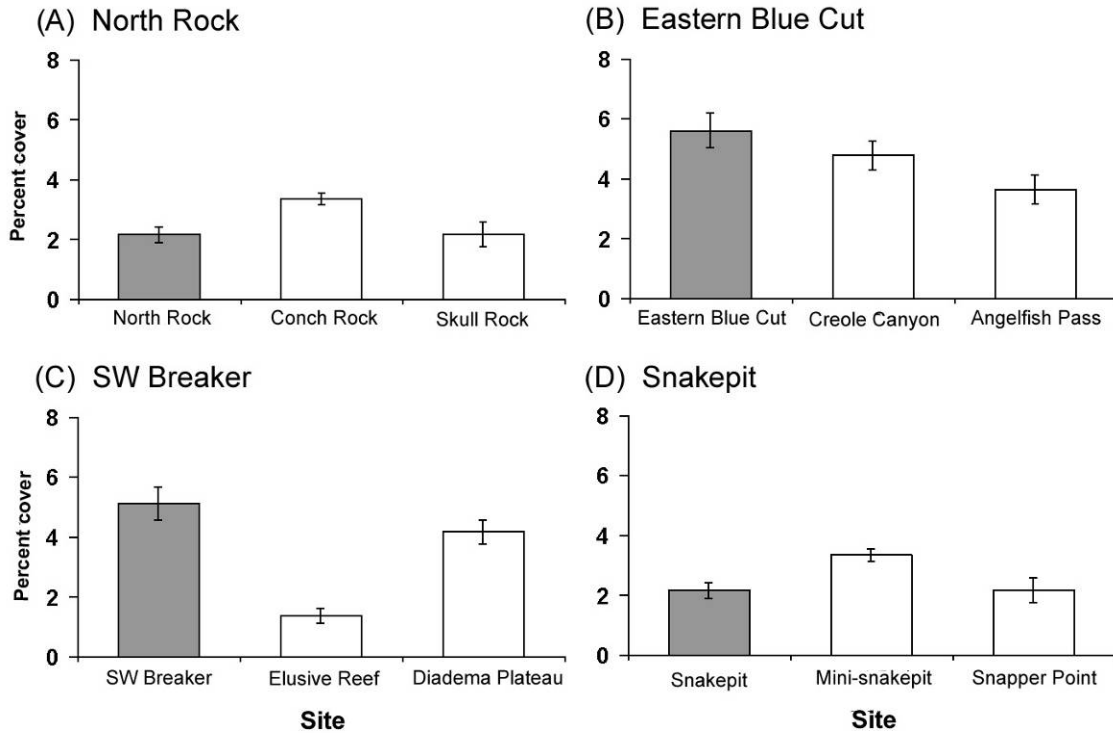 (A) North Rock
8
6
4
2
0
Percent cover
North Rock Conch Rock Skull Rock
(B) Eastern Blue Cut
8
6
4
2
0
Eastern Blue Cut Creole Canyon Angelfish Pass
(C) SW Breaker
8
6
4
2
0
Percent cover
SW Breaker Elusive Reef Diadema Plateau
Site
(D) Snakepit
8
6
4
2
0
Snakepit Mini-snakepit Snapper Point
Site